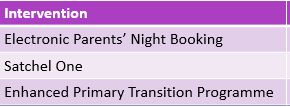 Intervention
Electronic Parents’ Night Booking
Satchel One
Enhanced Primary Transition Programme